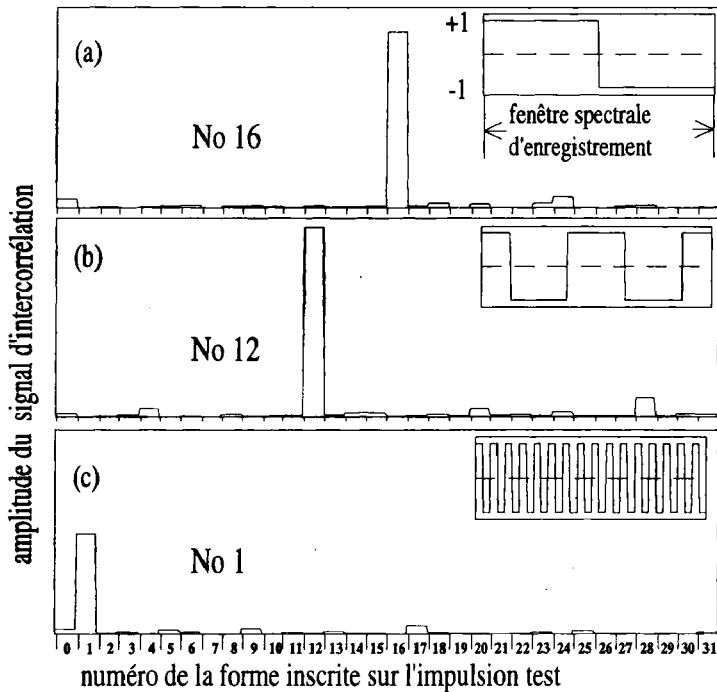 (a)
No 16
+1
-1
fenêtre spectrale
d'enregistrement
(b)
No 12
(c)
No 1
amplitude du signal d'intercorrélation
0 1 2 3 4 5 6 7 8 9 10 11 12 13 14 15 16 17 18 19 20 21 22 23 24 25 26 27 28 29 30 31
numéro de la forme inscrite sur l'impulsion test